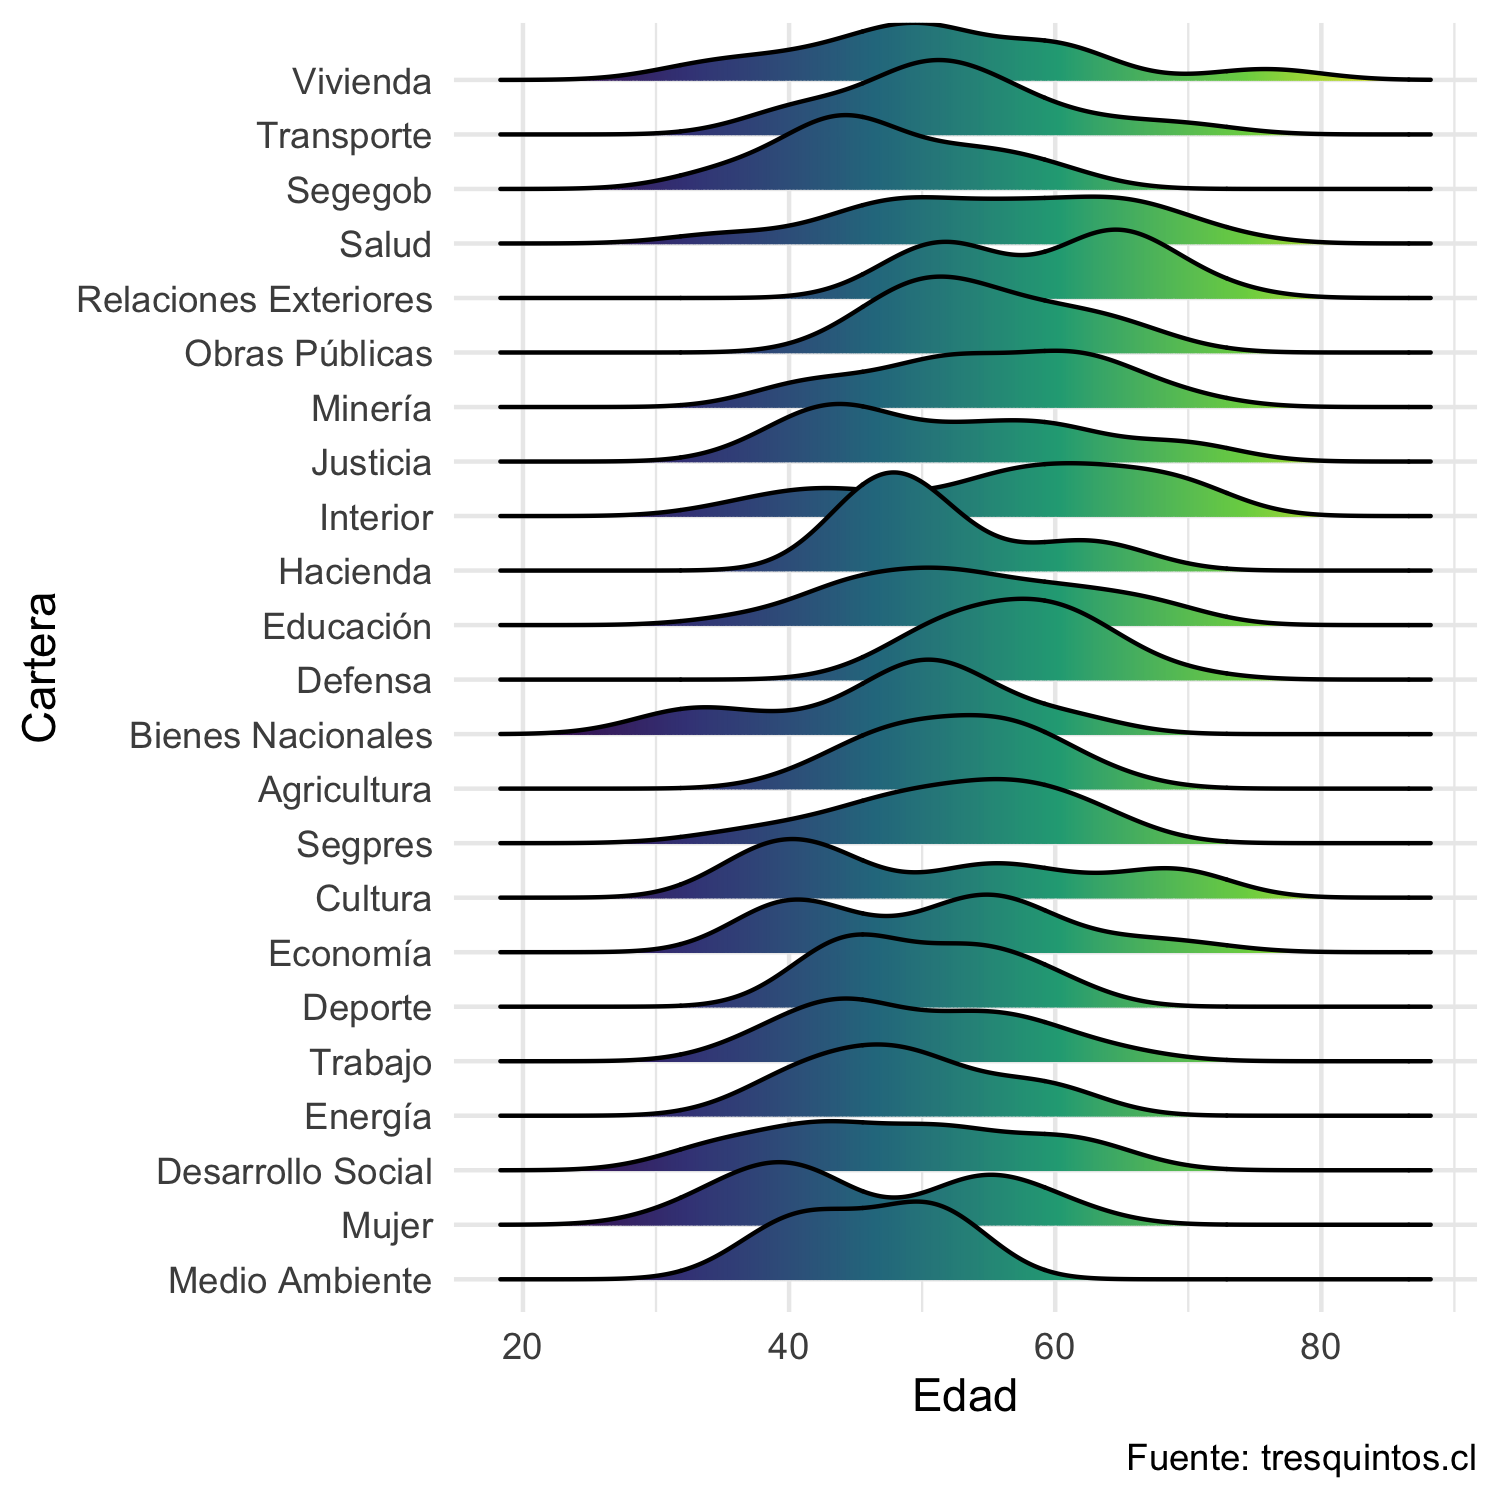 Vivienda
Transporte
Segegob
Salud
Relaciones Exteriores
Obras Públicas
Minería
Justicia
Interior
Hacienda
Educación
Defensa
Bienes Nacionales
Agricultura
Segpres
Cultura
Economía
Deporte
Trabajo
Energía
Desarrollo Social
Mujer
Medio Ambiente
Cartera
20 40 60 80
Edad
Fuente: tresquintos.cl